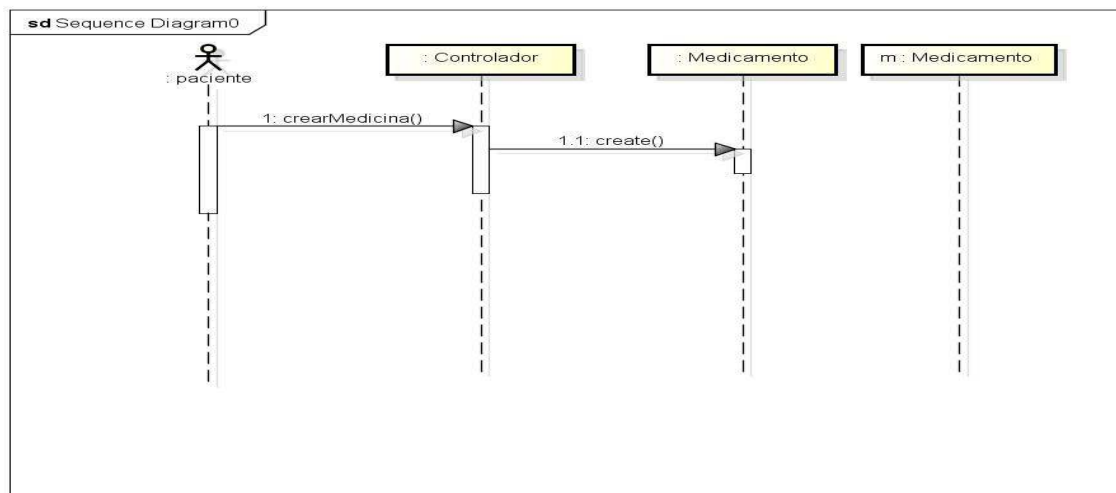 sd Sequence Diagram0
: paciente
: Controlador
: Medicamento
m : Medicamento
1: crearMedicina()
1.1: create()